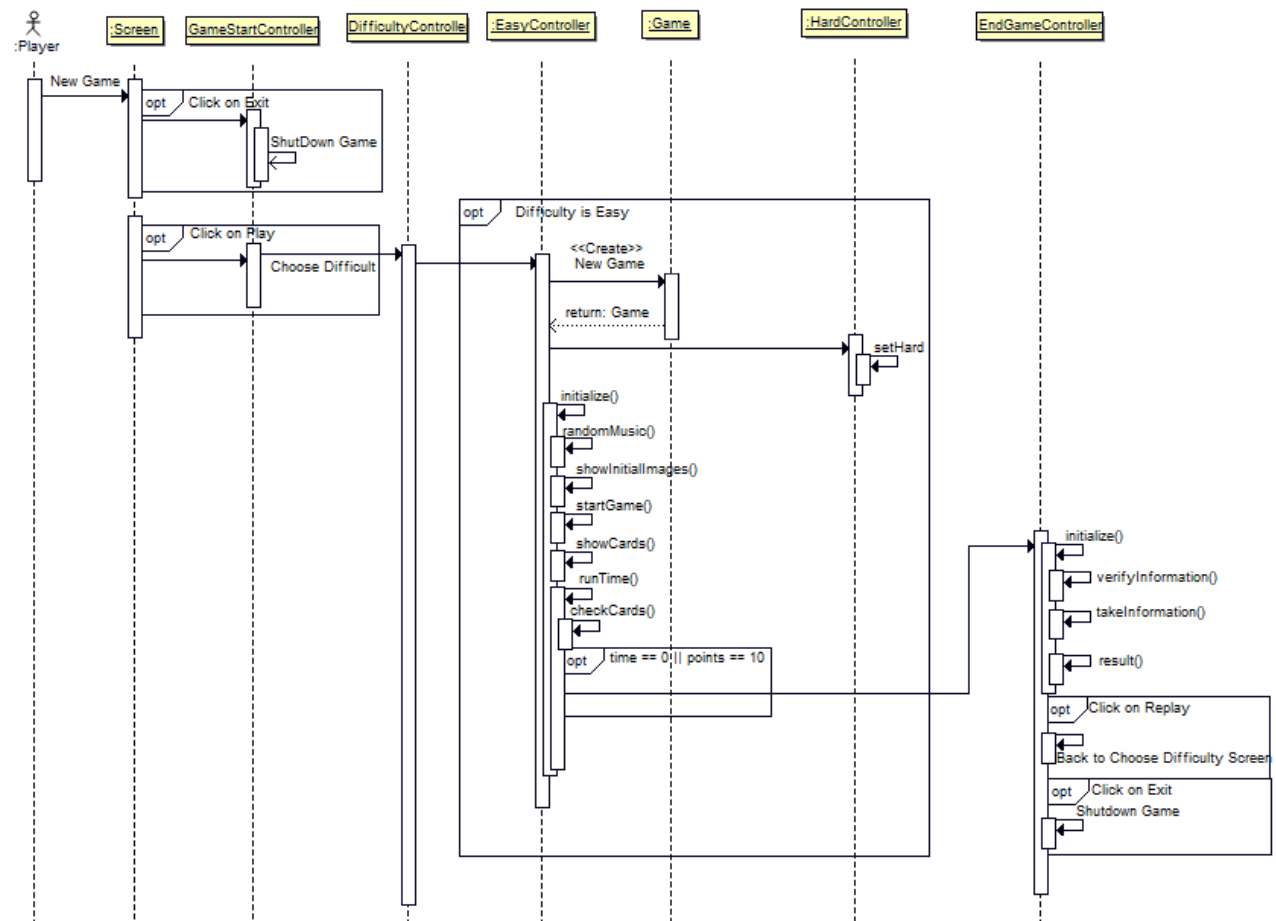 :Player
:Screen
GameStartController
DifficultyControlle
:EasyController
:Game
:HardController
EndGameController
New Game
opt Click on Exit
ShutDown Game
opt Click on Play
Choose Difficult
opt Difficulty is Easy
<<Create>>
New Game
return: Game
setHard
initialize()
randomMusic()
showInitialImages()
startGame()
showCards()
runTime()
checkCards()
opt time == 0 || points == 10
initialize()
verifyInformation()
takeInformation()
result()
opt Click on Replay
Back to Choose Difficulty Screen
opt Click on Exit
Shutdown Game